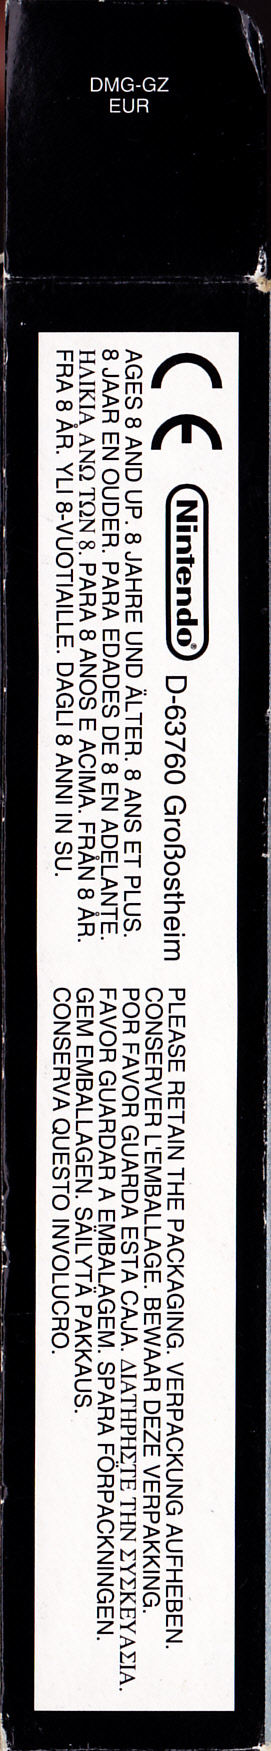 DMG-GZ
EUR
CE Nintendo® D-63760 Großostheim
AGES 8 AND UP. 8 JAHRE UND ÄLTER. 8 ANS ET PLUS.
8 JAAR EN OUDER. PARA EDADES DE 8 EN ADELANTE.
ΗΛΙΚΙΑ ΑΝΩ ΤΩΝ 8. PARA 8 ANOS E ACIMA. FRÅN 8 ÅR.
FRA 8 ÅR. YLI 8-VUOTIAILLE. DAGLI 8 ANNI IN SU.
PLEASE RETAIN THE PACKAGING. VERPACKUNG AUFHEBEN.
CONSERVER L'EMBALLAGE. BEWAAR DEZE VERPAKKING.
POR FAVOR GUARDA ESTA CAJA. ΔΙΑΤΗΡΗΣΤΕ ΤΗΝ ΣΥΣΚΕΥΑΣΙΑ.
FAVOR GUARDAR A EMBALAGEM. SPARA FÖRPACKNINGEN.
GEM EMBALLAGEN. SÄILYTÄ PAKKAUS.
CONSERVA QUESTO INVOLUCRO.